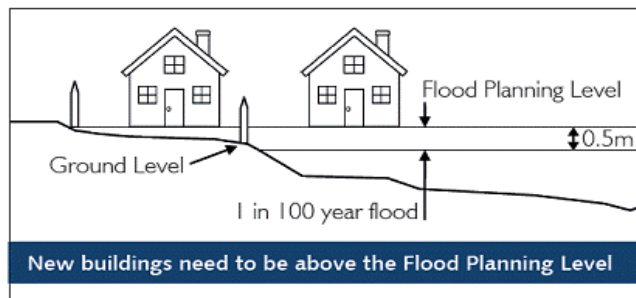 Flood Planning Level
0.5m
Ground Level
1 in 100 year flood
New buildings need to be above the Flood Planning Level